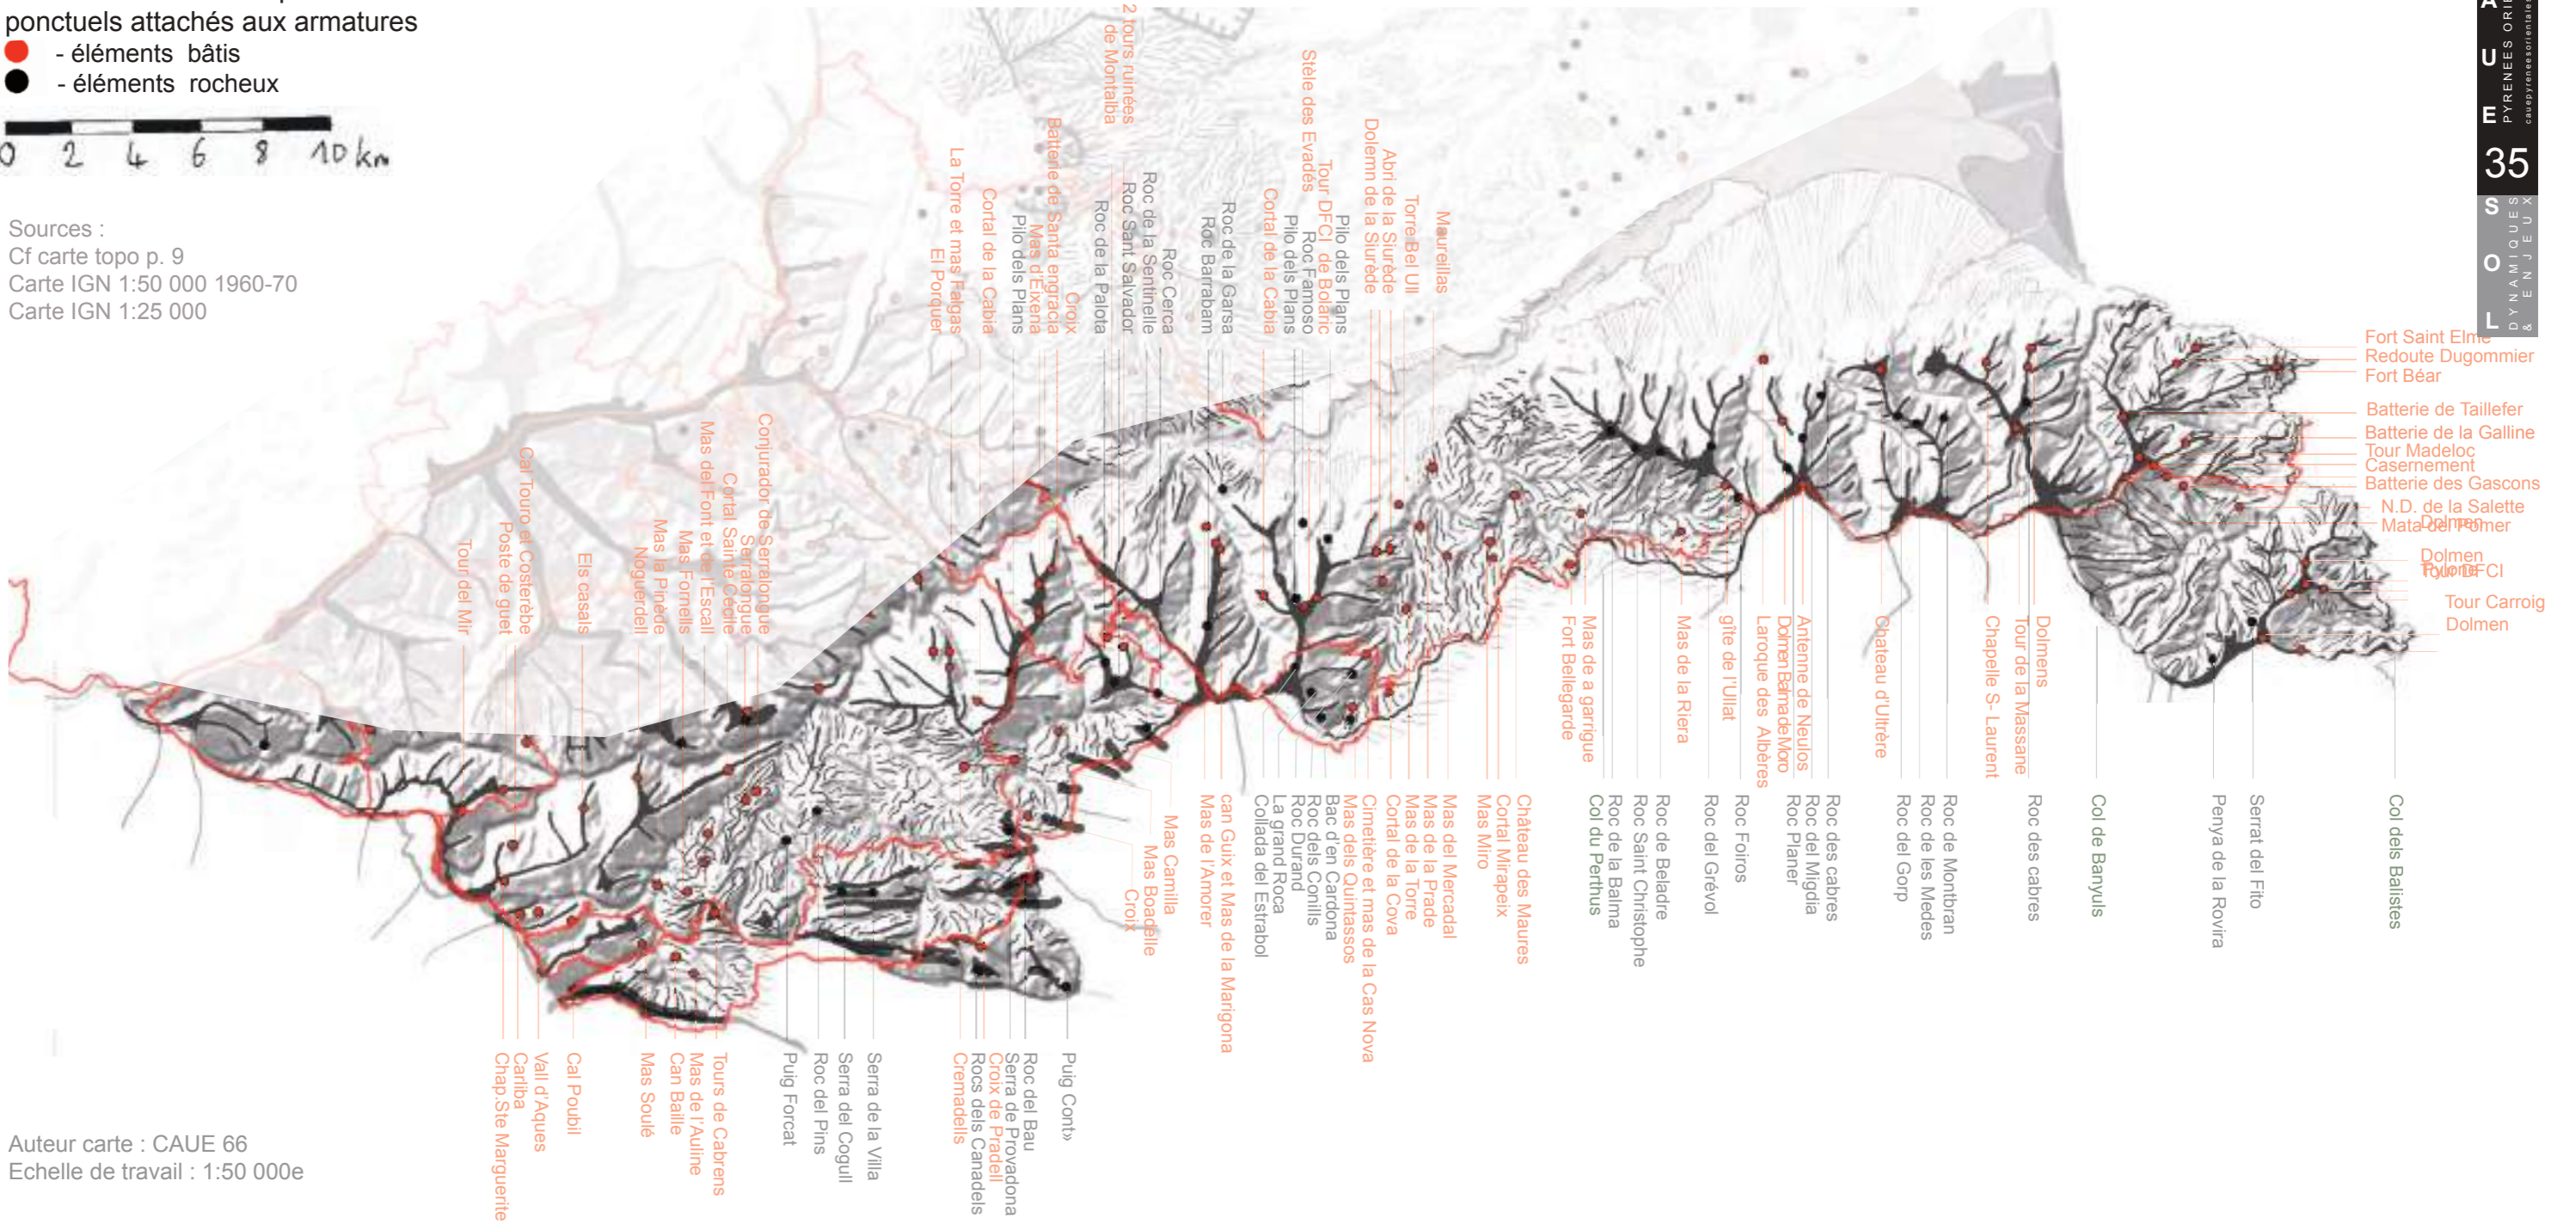 ponctuels attachés aux armatures
- éléments bâtis
- éléments rocheux
0 2 4 6 8 10 km
Sources :
Cf carte topo p. 9
Carte IGN 1:50 000 1960-70
Carte IGN 1:25 000
A U E
PYRENEES
35
S O L
DYNAMIQUES
& ENJEUX
2 tours ruinées
de Montalba
La Torre et mas Falgas
El Porquer
Cortal de la Cabia
Pilo dels Plans
Batterie de Santa engracia
Mas d'Eixena
Croix
Roc de la Palota
Roc Sant Salvador
Roc de la Sentinelle
Roc Cerca
Roc Barrabam
Roc de la Garsa
Cortal de la Cabia
Pilo dels Plans
Stèle des Evadés
Roc Famoso
Tour DFCI de Bolaric
Pilo dels Plans
Dolemn de la Siurède
Abri de la Siurède
Torre Bel Ull
Maureillas
Tour del Mir
Poste de guet
Cal Touro et Costerèbe
Els casals
Noguerdell
Mas la Pinède
Mas Fornells
Mas del Font et de l'Escall
Cortal Sainte Cécile
Serralongue
Conjurador de Serralongue
Fort Saint Elme
Redoute Dugommier
Fort Béar
Batterie de Taillefer
Batterie de la Galline
Tour Madeloc
Casernement
Batterie des Gascons
N.D. de la Salette
Mata del Pomer
Dolmen
Dolmen
Pylone
Tour DFCI
Tour Carroig
Dolmen
Fort Bellegarde
Mas de a garrigue
Mas de la Riera
gîte de l'Ullat
Laroque des Albères
Dolmen Balma de Moro
Antenne de Neulos
Chateau d'Ultrère
Chapelle S- Laurent
Tour de la Massane
Dolmens
Croix
Mas Boadelle
Mas Camilla
Mas de l'Amorer
can Guix et Mas de la Marigona
Collada del Estrabol
La grand Roca
Roc Durand
Roc dels Conills
Bac d'en Cardona
Mas dels Quintassos
Cimetière et mas de la Cas Nova
Cortal de la Cova
Mas de la Torre
Mas de la Prade
Mas del Mercadal
Mas Miro
Cortal Mirapeix
Château des Maures
Col du Perthus
Roc de la Balma
Roc Saint Christophe
Roc de Beladre
Roc del Grévol
Roc Foiros
Roc Planer
Roc del Migdia
Roc des cabres
Roc del Gorp
Roc de les Medes
Roc de Montbran
Roc des cabres
Col de Banyuls
Penya de la Rovira
Serrat del Fito
Col dels Balistes
Chap.Ste Marguerite
Carliba
Vall d'Aques
Cal Poubil
Mas Soulé
Can Baille
Mas de l'Auline
Tours de Cabrens
Puig Forcat
Roc del Pins
Serra del Cogull
Serra de la Villa
Cremadells
Rocs dels Canadels
Croix de Pradell
Serra de Provadona
Roc del Bau
Puig Cont»
Auteur carte : CAUE 66
Echelle de travail : 1:50 000e